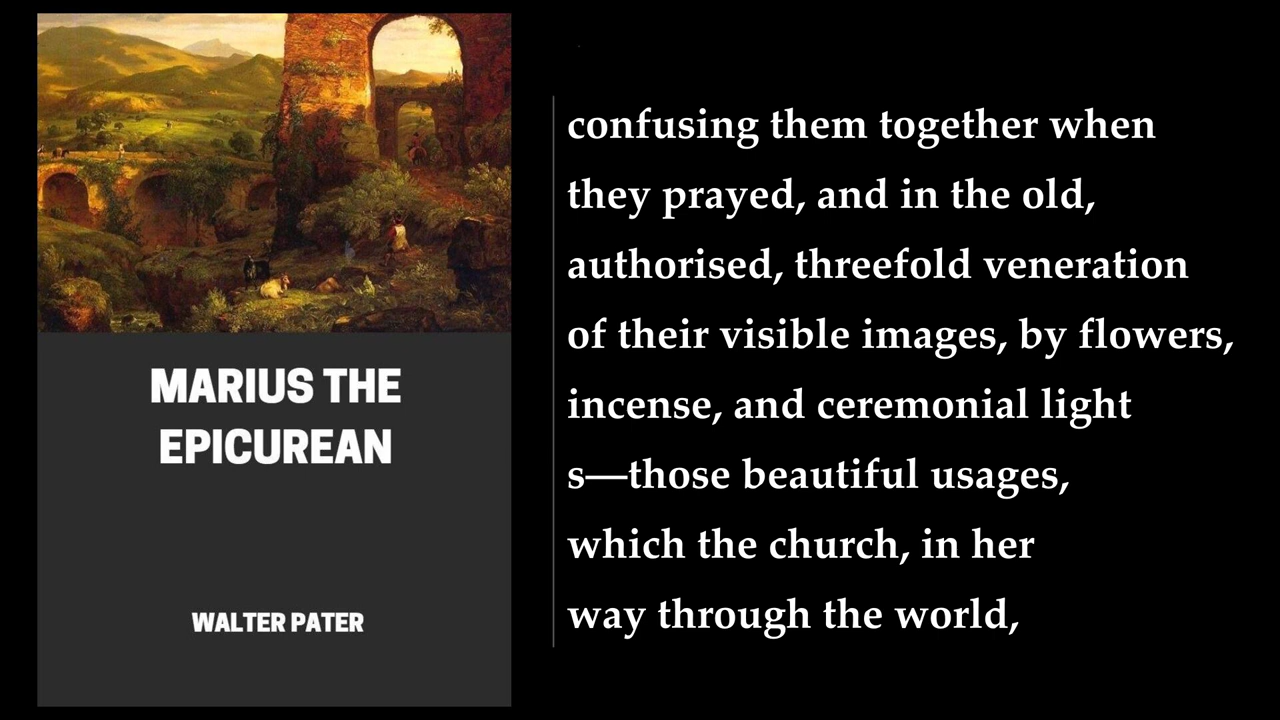 MARIUS THE
EPICUREAN
WALTER PATER
confusing them together when
they prayed, and in the old,
authorised, threefold veneration
of their visible images, by flowers,
incense, and ceremonial light
s—those beautiful usages,
which the church, in her
way through the world,